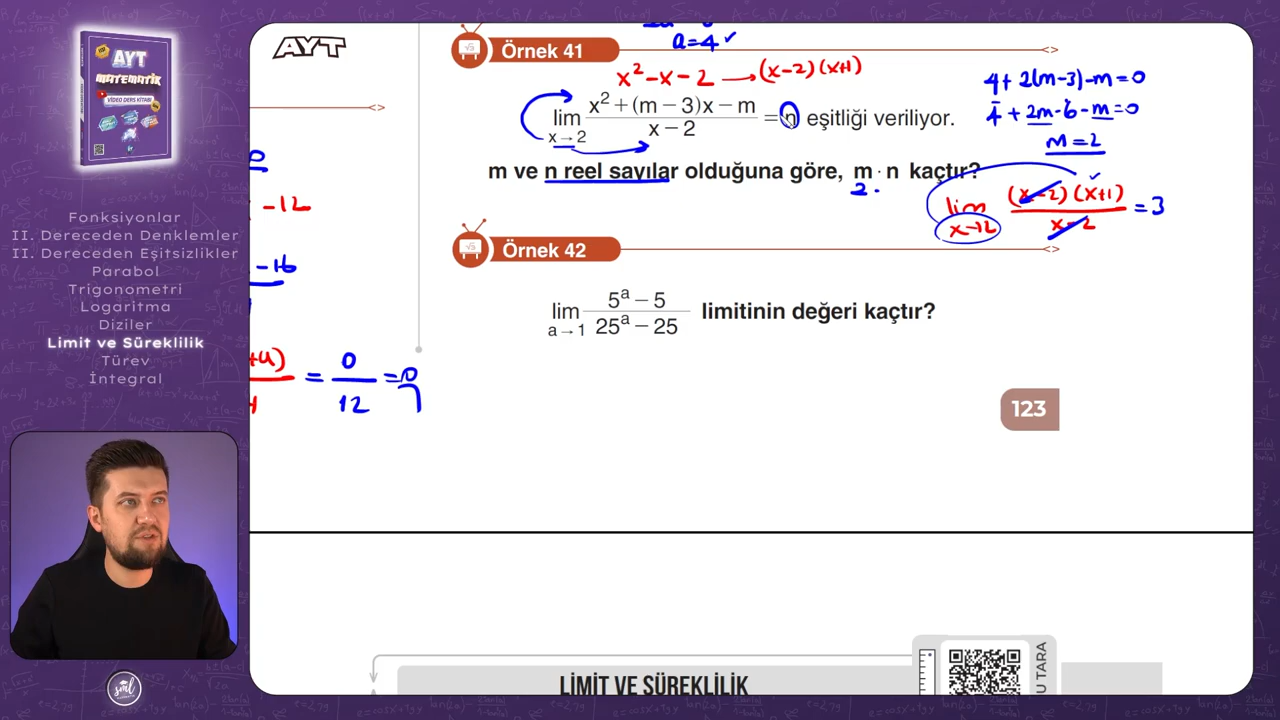 AYT
MATEMATİK
VİDEO DERS KİTABI
Fonksiyonlar
II. Dereceden Denklemler
II. Dereceden Eşitsizlikler
Parabol
Trigonometri
Logaritma
Diziler
Limit ve Süreklilik
Türev
İntegral
sml
AYT
-12
-16
= 0/12 = 0
a=4 ✓
Örnek 41
x² - x - 2 → (x-2)(x+1)
lim x→2 x² + (m – 3)x – m / x – 2 = n eşitliği veriliyor.
m ve n reel sayılar olduğuna göre, m · n kaçtır?
2 .
4 + 2(m-3) - m = 0
4 + 2m - 6 - m = 0
m = 2
lim x→2 (x-2)(x+1) / x-2 = 3
Örnek 42
lim a→1 5ᵃ – 5 / 25ᵃ – 25 limitinin değeri kaçtır?
123
LİMİT VE SÜREKLİLİK
U TARA